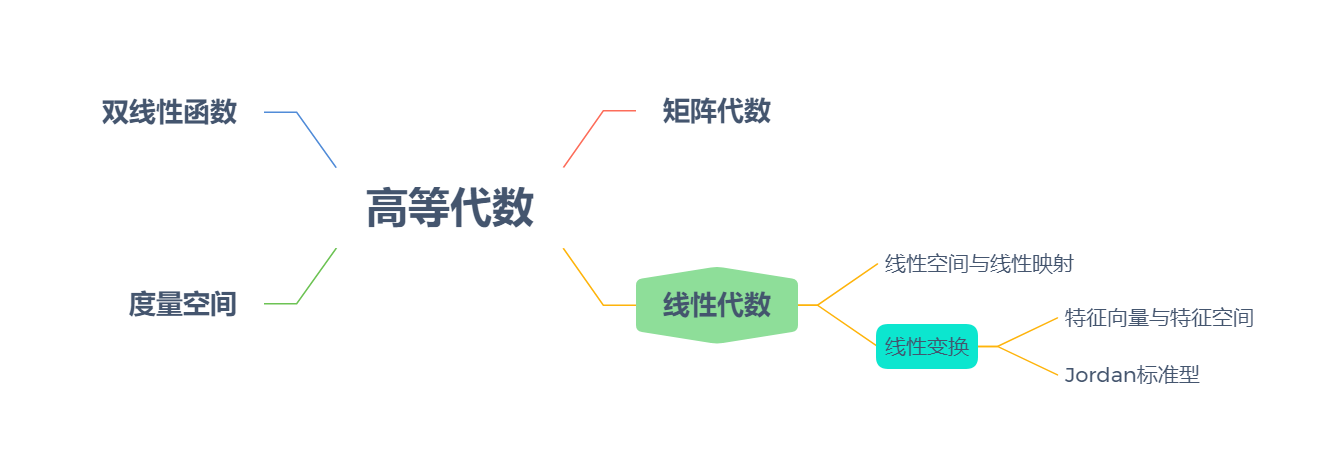 双线性函数
矩阵代数
高等代数
线性空间与线性映射
度量空间
线性代数
特征向量与特征空间
线性变换
Jordan标准型